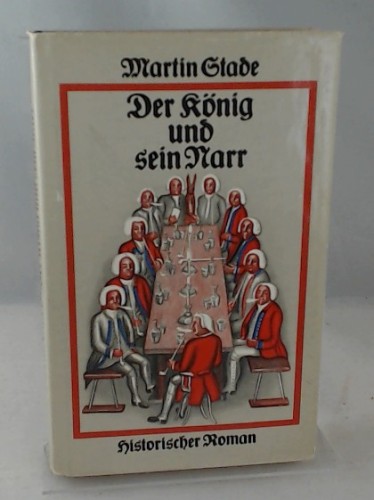 Martin Stade
Der König
und
sein Narr
Historischer Roman